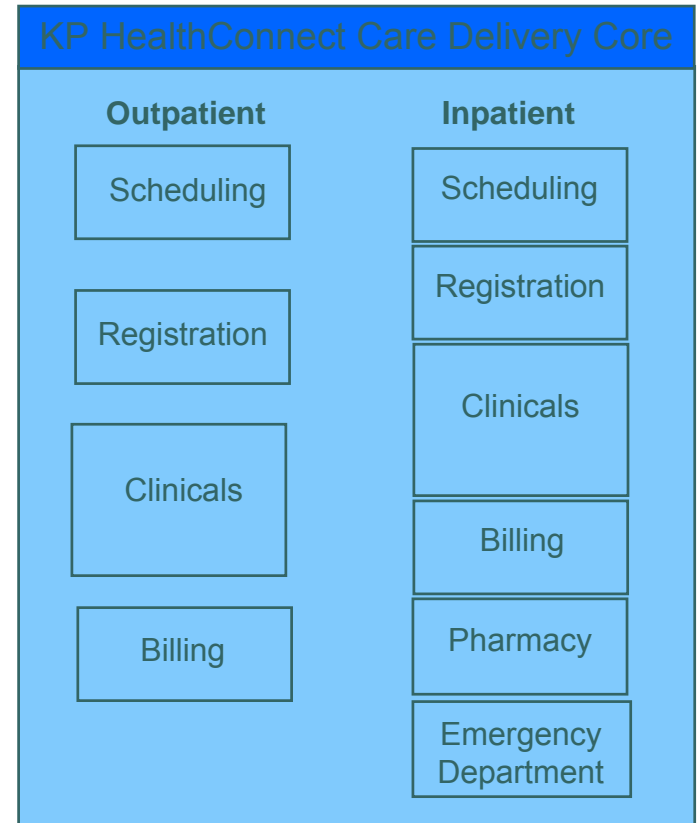 KP HealthConnect Care Delivery Core
Outpatient
Scheduling
Registration
Clinicals
Billing
Inpatient
Scheduling
Registration
Clinicals
Billing
Pharmacy
Emergency
Department